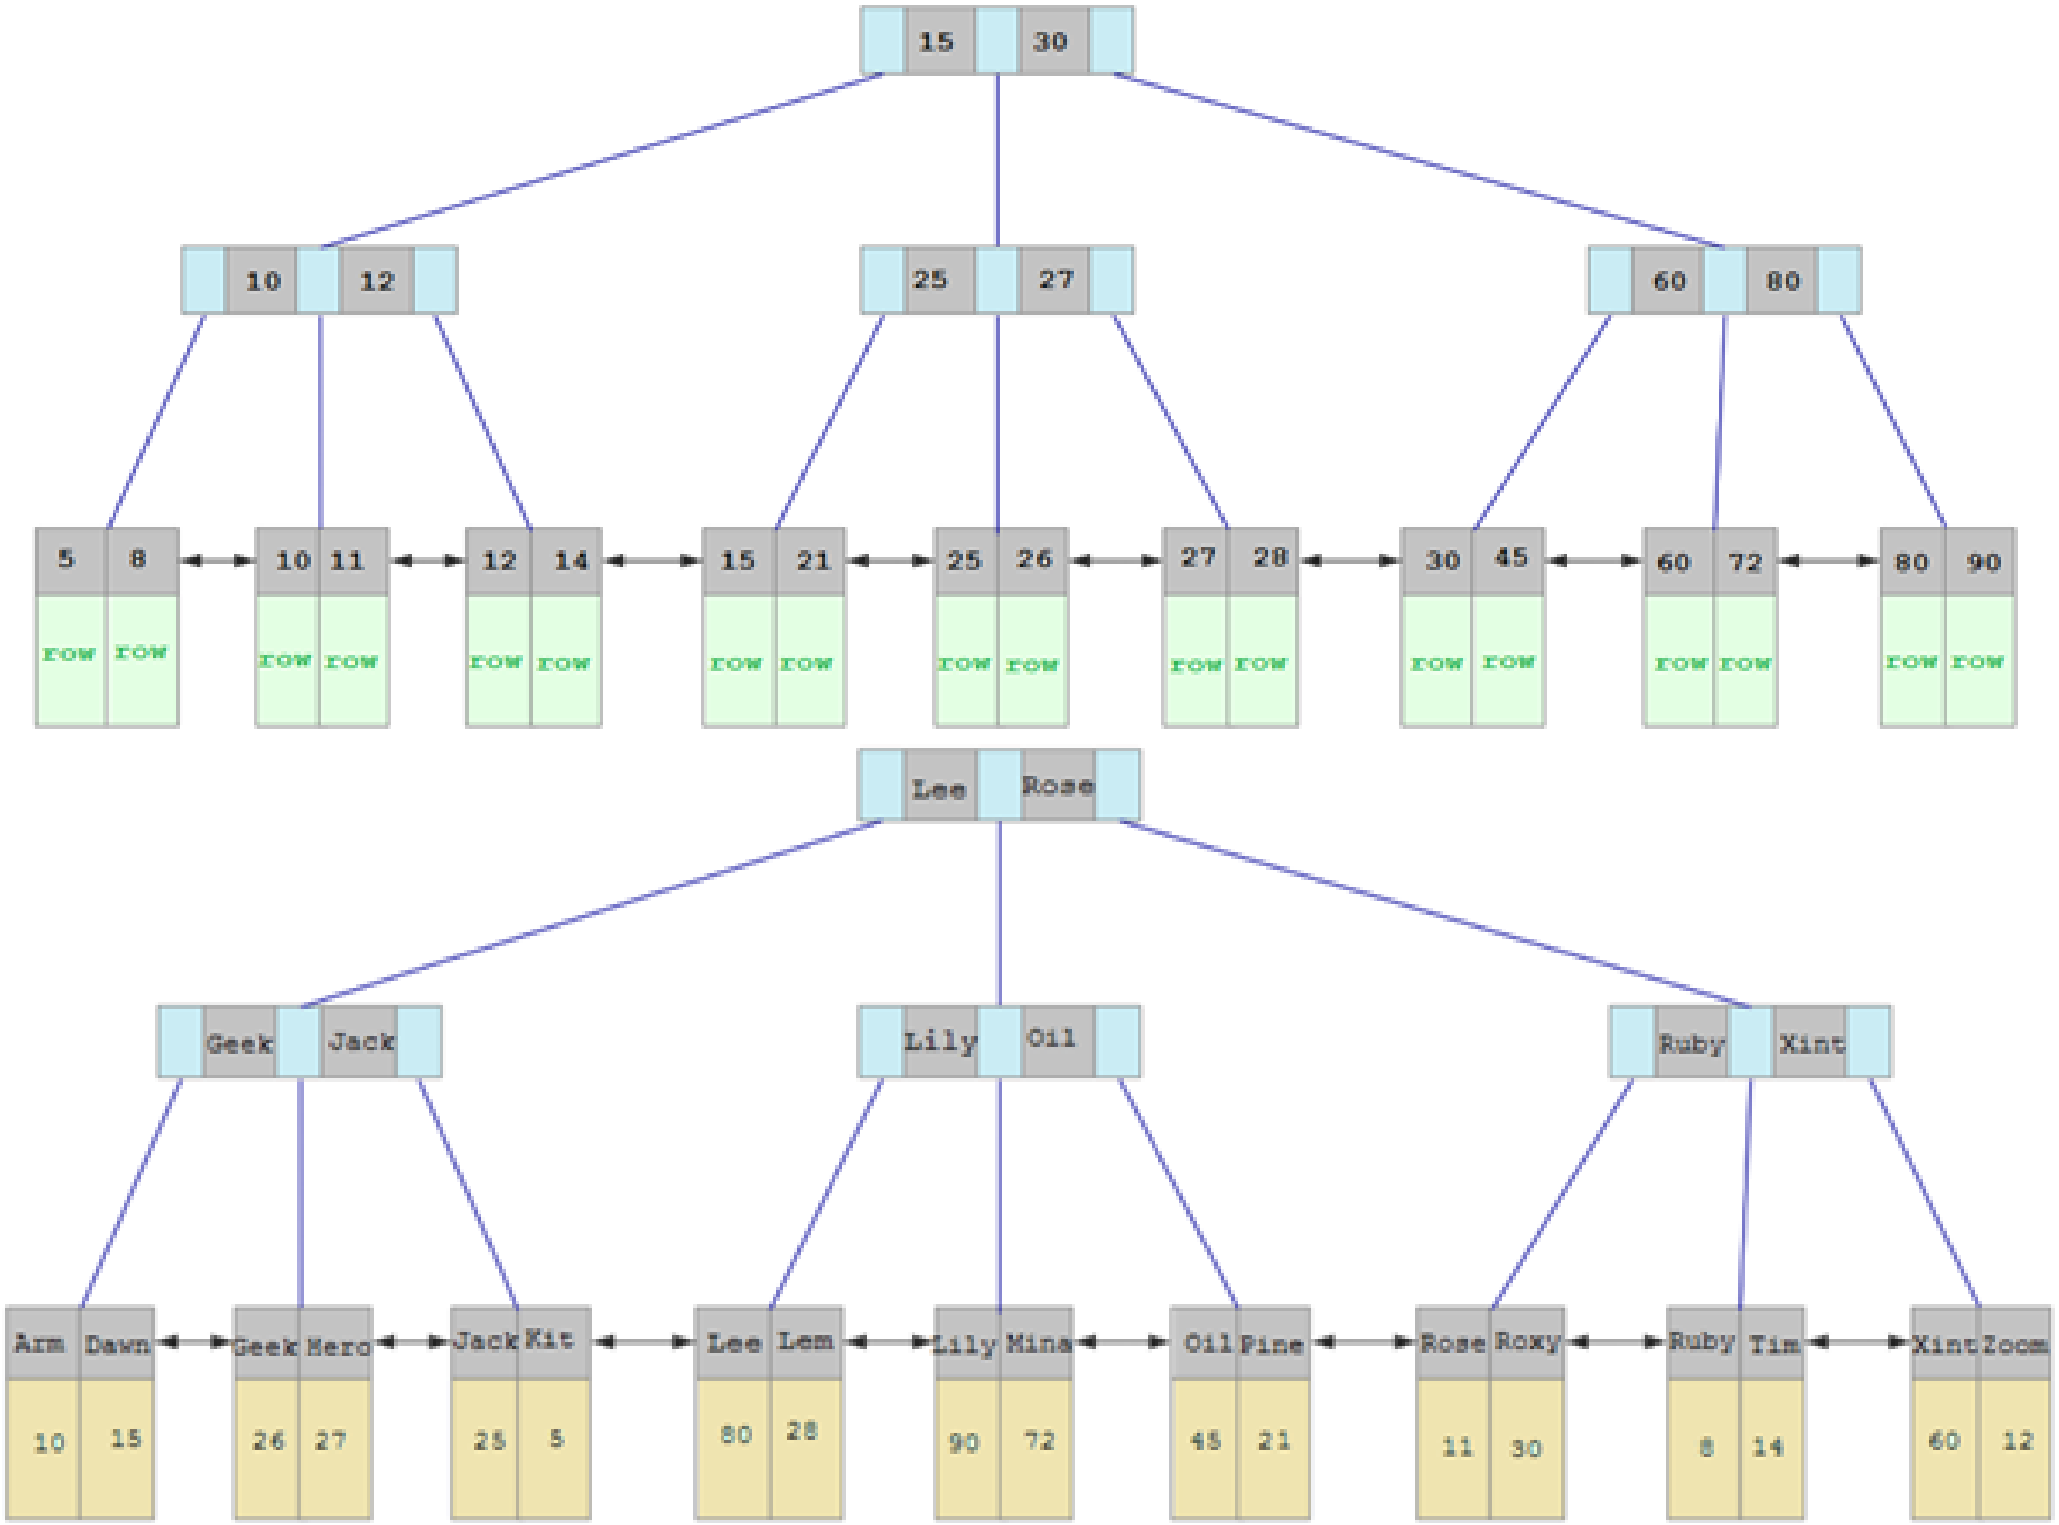 15 30
10 12 25 27 60 80
5 8 10 11 12 14 15 21 25 26 27 28 30 45 60 72 80 90
row row row row row row row row row row row row row row row row row row
Lee Rose
Geek Jack Lily Oil Ruby Xint
Arm Dawn Geek Hero Jack Kit Lee Lem Lily Mina Oil Pine Rose Roxy Ruby Tim Xint Zoom
10 15 26 27 25 5 80 28 90 72 45 21 11 30 8 14 60 12